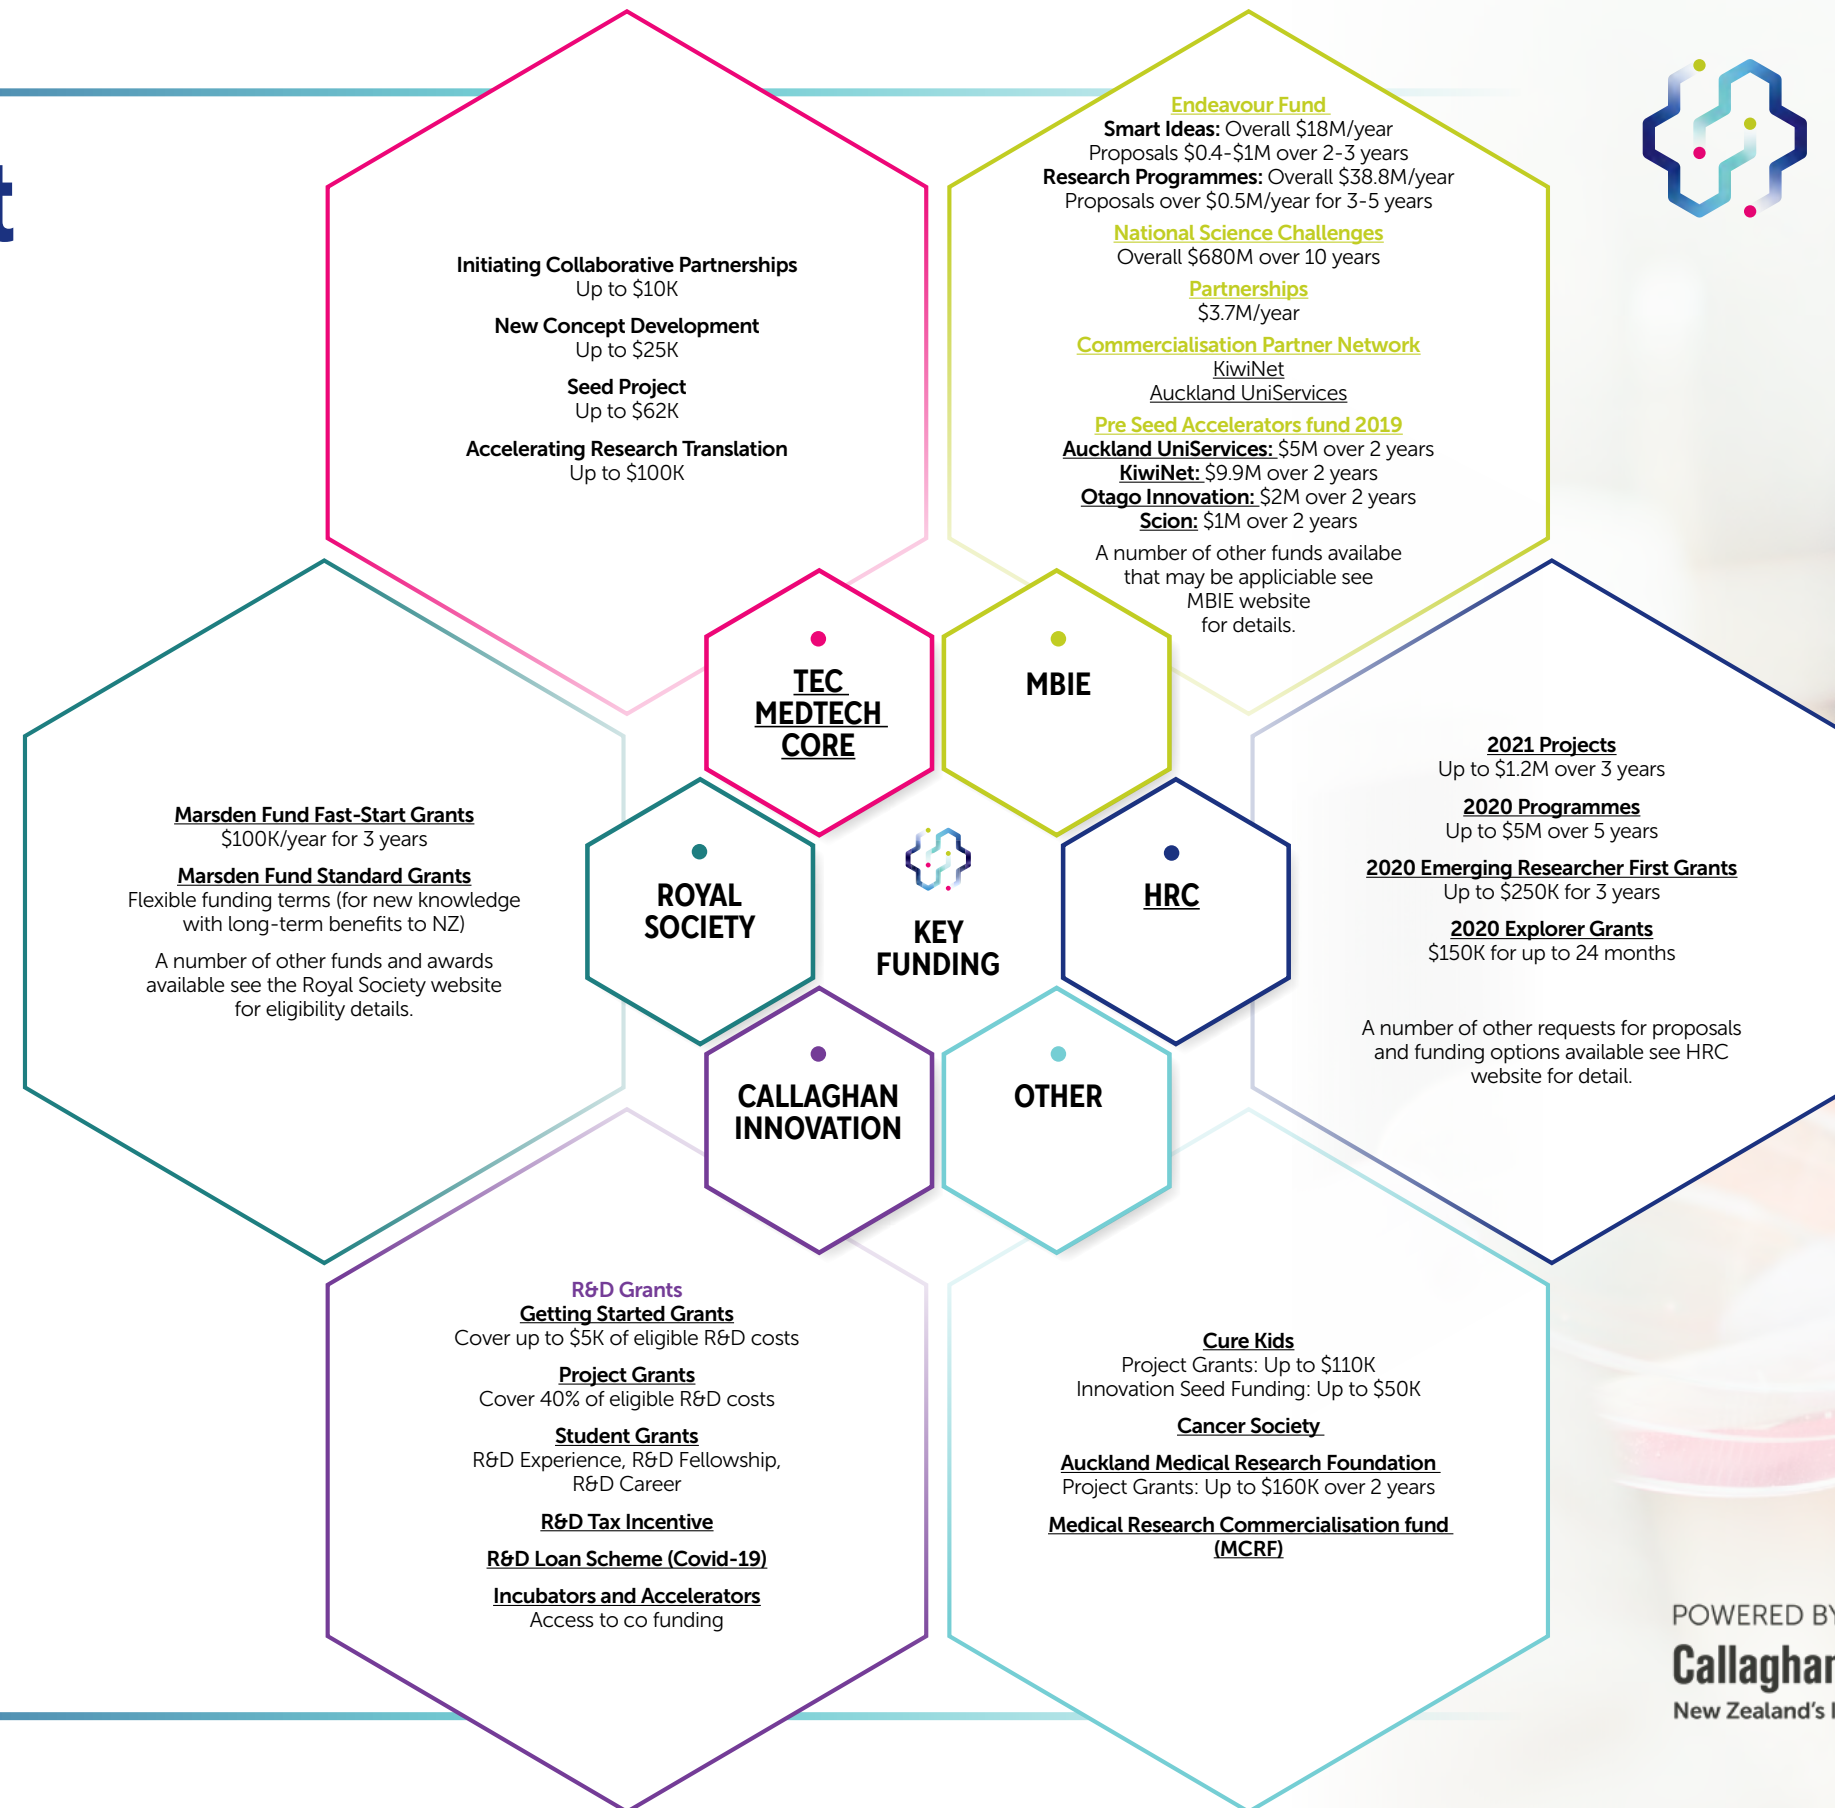 t
Initiating Collaborative Partnerships
Up to $10K
New Concept Development
Up to $25K
Seed Project
Up to $62K
Accelerating Research Translation
Up to $100K
Endeavour Fund
Smart Ideas: Overall $18M/year
Proposals $0.4-$1M over 2-3 years
Research Programmes: Overall $38.8M/year
Proposals over $0.5M/year for 3-5 years
National Science Challenges
Overall $680M over 10 years
Partnerships
$3.7M/year
Commercialisation Partner Network
KiwiNet
Auckland UniServices
Pre Seed Accelerators fund 2019
Auckland UniServices: $5M over 2 years
KiwiNet: $9.9M over 2 years
Otago Innovation: $2M over 2 years
Scion: $1M over 2 years
A number of other funds availabe
that may be appliciable see
MBIE website
for details.
TEC
MEDTECH
CORE
MBIE
Marsden Fund Fast-Start Grants
$100K/year for 3 years
Marsden Fund Standard Grants
Flexible funding terms (for new knowledge
with long-term benefits to NZ)
A number of other funds and awards
available see the Royal Society website
for eligibility details.
ROYAL
SOCIETY
KEY
FUNDING
HRC
2021 Projects
Up to $1.2M over 3 years
2020 Programmes
Up to $5M over 5 years
2020 Emerging Researcher First Grants
Up to $250K for 3 years
2020 Explorer Grants
$150K for up to 24 months
A number of other requests for proposals
and funding options available see HRC
website for detail.
CALLAGHAN
INNOVATION
OTHER
R&D Grants
Getting Started Grants
Cover up to $5K of eligible R&D costs
Project Grants
Cover 40% of eligible R&D costs
Student Grants
R&D Experience, R&D Fellowship,
R&D Career
R&D Tax Incentive
R&D Loan Scheme (Covid-19)
Incubators and Accelerators
Access to co funding
Cure Kids
Project Grants: Up to $110K
Innovation Seed Funding: Up to $50K
Cancer Society
Auckland Medical Research Foundation
Project Grants: Up to $160K over 2 years
Medical Research Commercialisation fund
(MCRF)
POWERED BY
Callaghan
New Zealand's